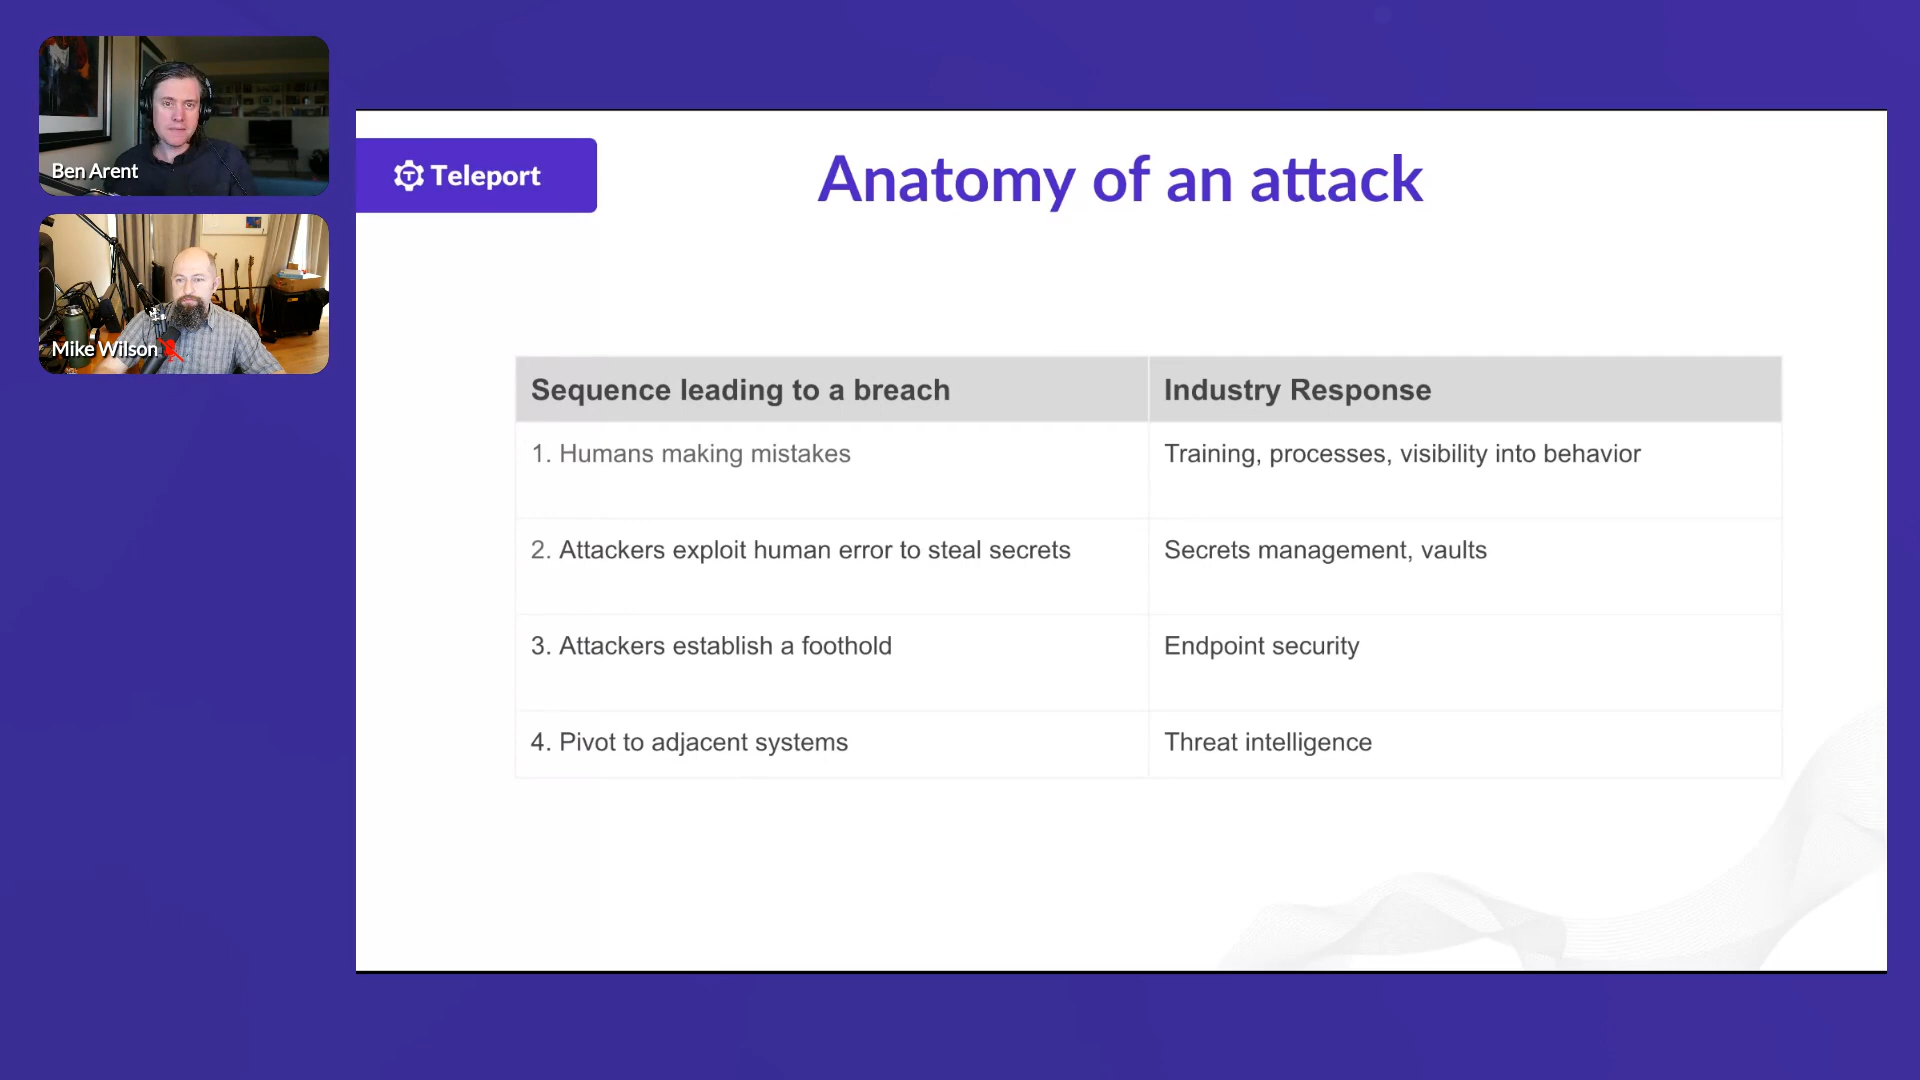 Ben Arent
Mike Wilson
Teleport
Anatomy of an attack
Sequence leading to a breach
Industry Response
1. Humans making mistakes
Training, processes, visibility into behavior
2. Attackers exploit human error to steal secrets
Secrets management, vaults
3. Attackers establish a foothold
Endpoint security
4. Pivot to adjacent systems
Threat intelligence